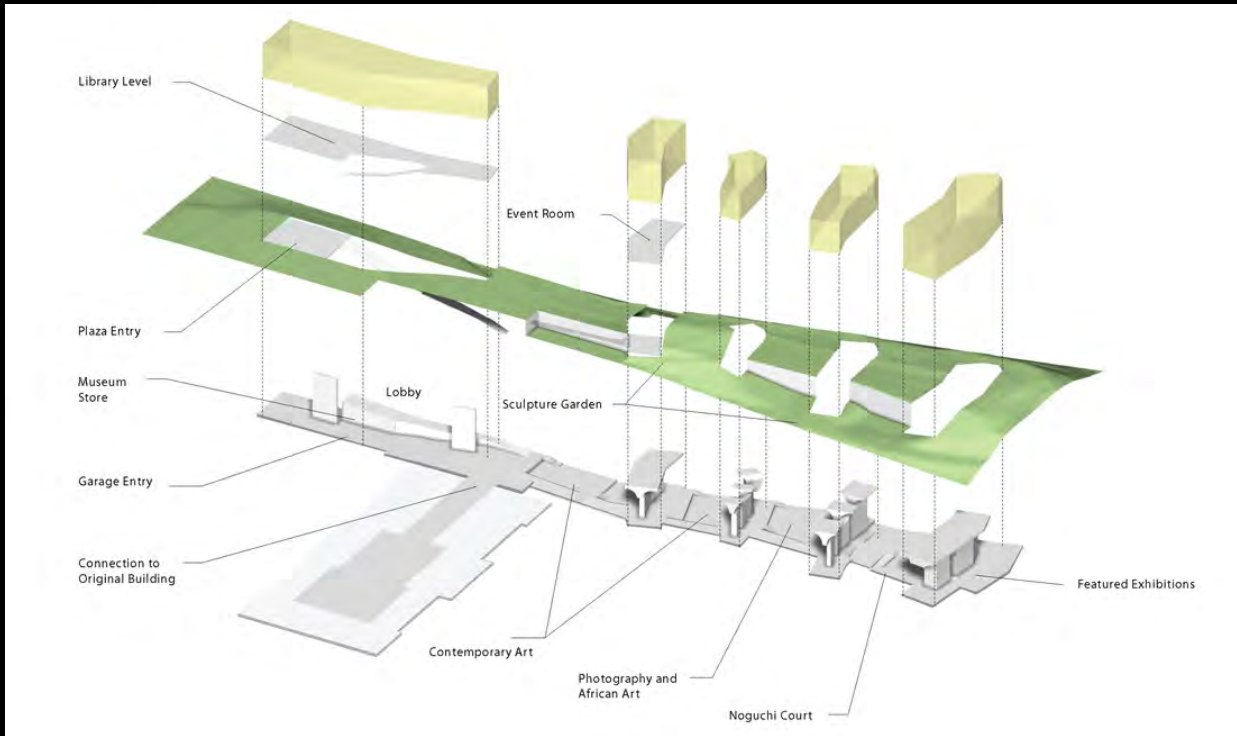 Library Level
Event Room
Plaza Entry
Museum
Store
Lobby
Sculpture Garden
Garage Entry
Connection to
Original Building
Featured Exhibitions
Contemporary Art
Photography and
African Art
Noguchi Court